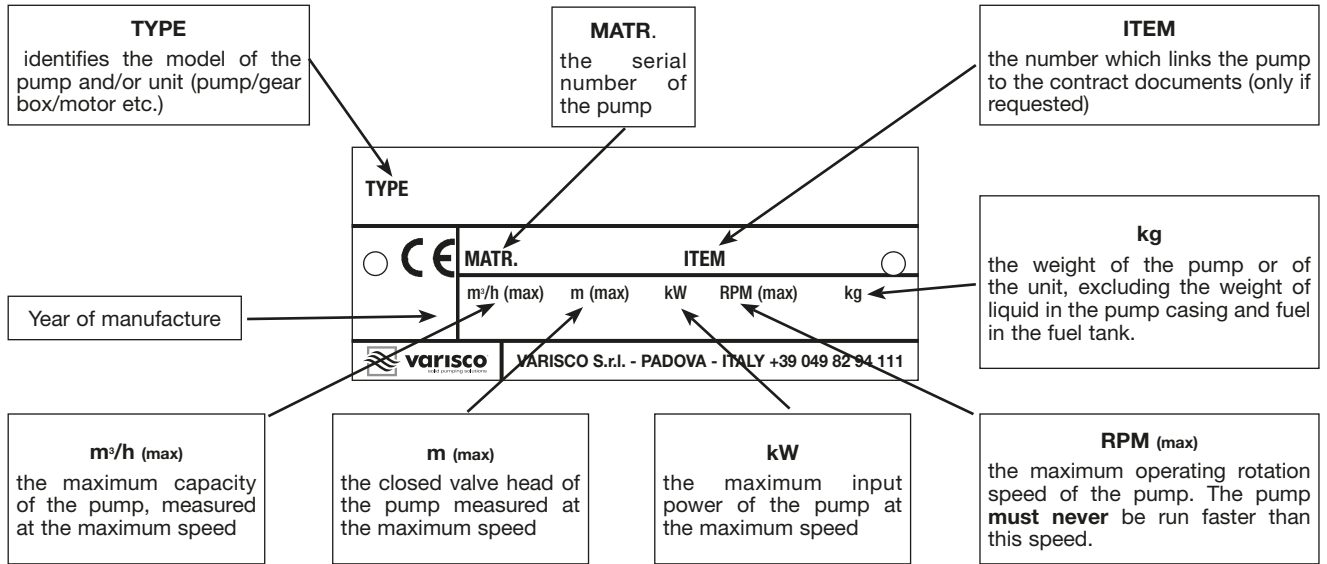 TYPE
identifies the model of the
pump and/or unit (pump/gear
box/motor etc.)
MATR.
the serial
number of
the pump
ITEM
the number which links the pump
to the contract documents (only if
requested)
TYPE
CE
MATR. ITEM
m³/h (max) m (max) kW RPM (max) kg
varisco
solid pumping solutions
VARISCO S.r.l. - PADOVA - ITALY +39 049 82 94 111
Year of manufacture
kg
the weight of the pump or of
the unit, excluding the weight of
liquid in the pump casing and fuel
in the fuel tank.
m³/h (max)
the maximum capacity
of the pump, measured
at the maximum speed
m (max)
the closed valve head of
the pump measured at
the maximum speed
kW
the maximum input
power of the pump at
the maximum speed
RPM (max)
the maximum operating rotation
speed of the pump. The pump
must never be run faster than
this speed.